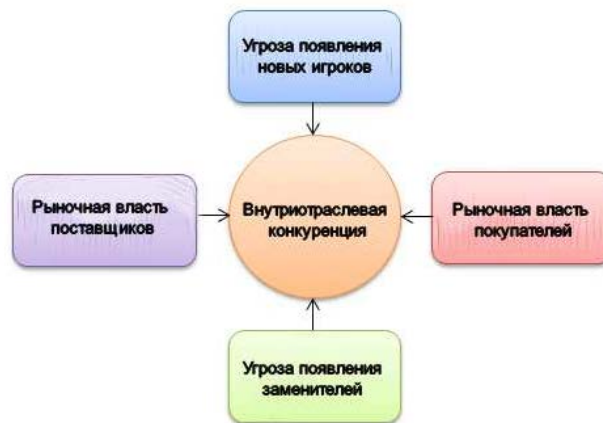 Угроза появления
новых игроков
Рыночная власть
поставщиков
Внутриотраслевая
конкуренция
Рыночная власть
покупателей
Угроза появления
заменителей